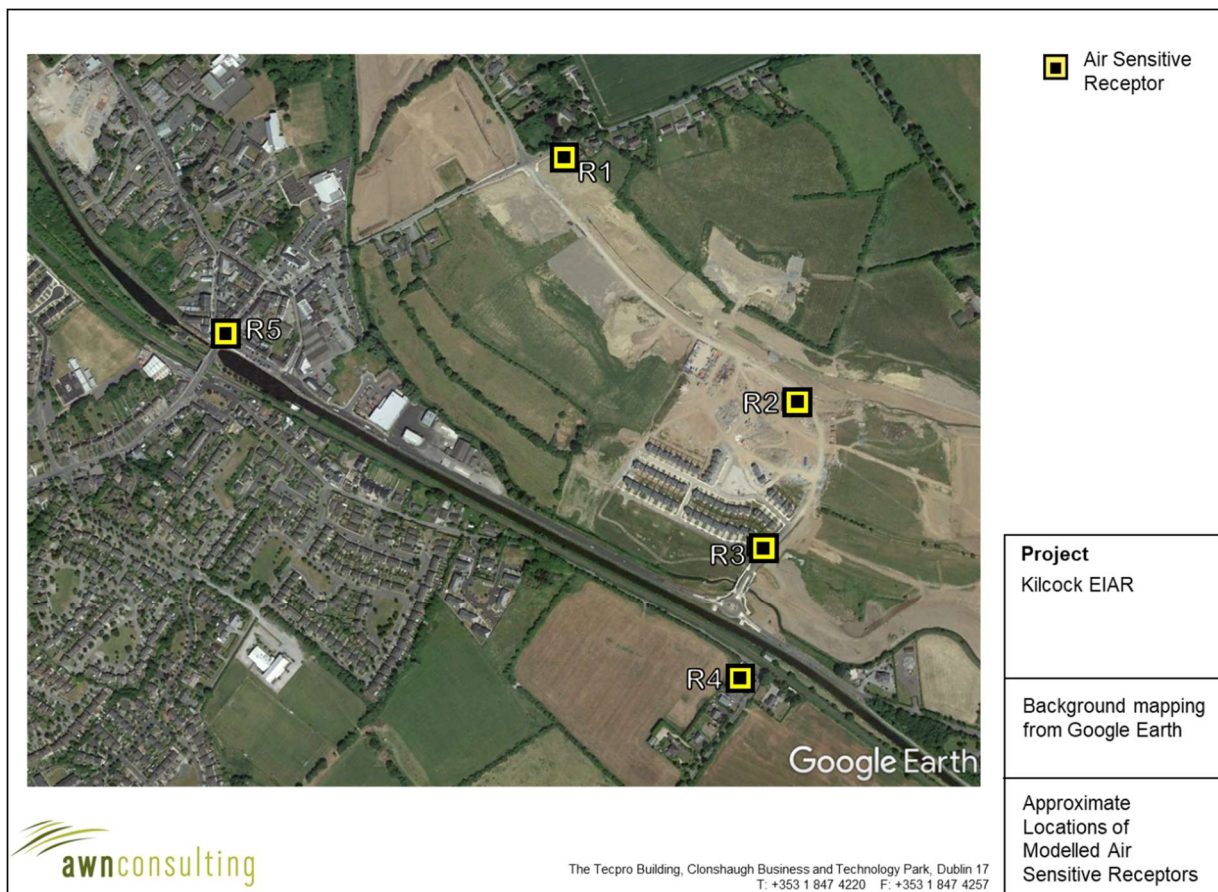 Air Sensitive
Receptor
R1
R5
R2
R3
R4
Google Earth
Project
Kilcock EIAR
Background mapping
from Google Earth
Approximate
Locations of
Modelled Air
Sensitive Receptors
awnconsulting
The Tecpro Building, Clonshaugh Business and Technology Park, Dublin 17
T: +353 1 847 4220 F: +353 1 847 4257